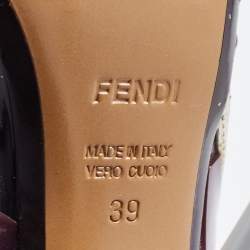 FENDI
MADE IN ITALY
VERO CUOIO
39